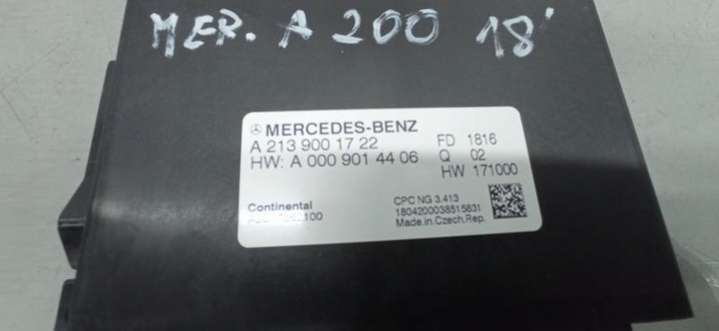 MER. A 200 18'
MERCEDES-BENZ
A 213 900 17 22 FD 1816
HW: A 000 901 44 06 Q 02
HW 171000
Continental CPC NG 3.413
100 1804200038515831
Made.in.Czech.Rep.